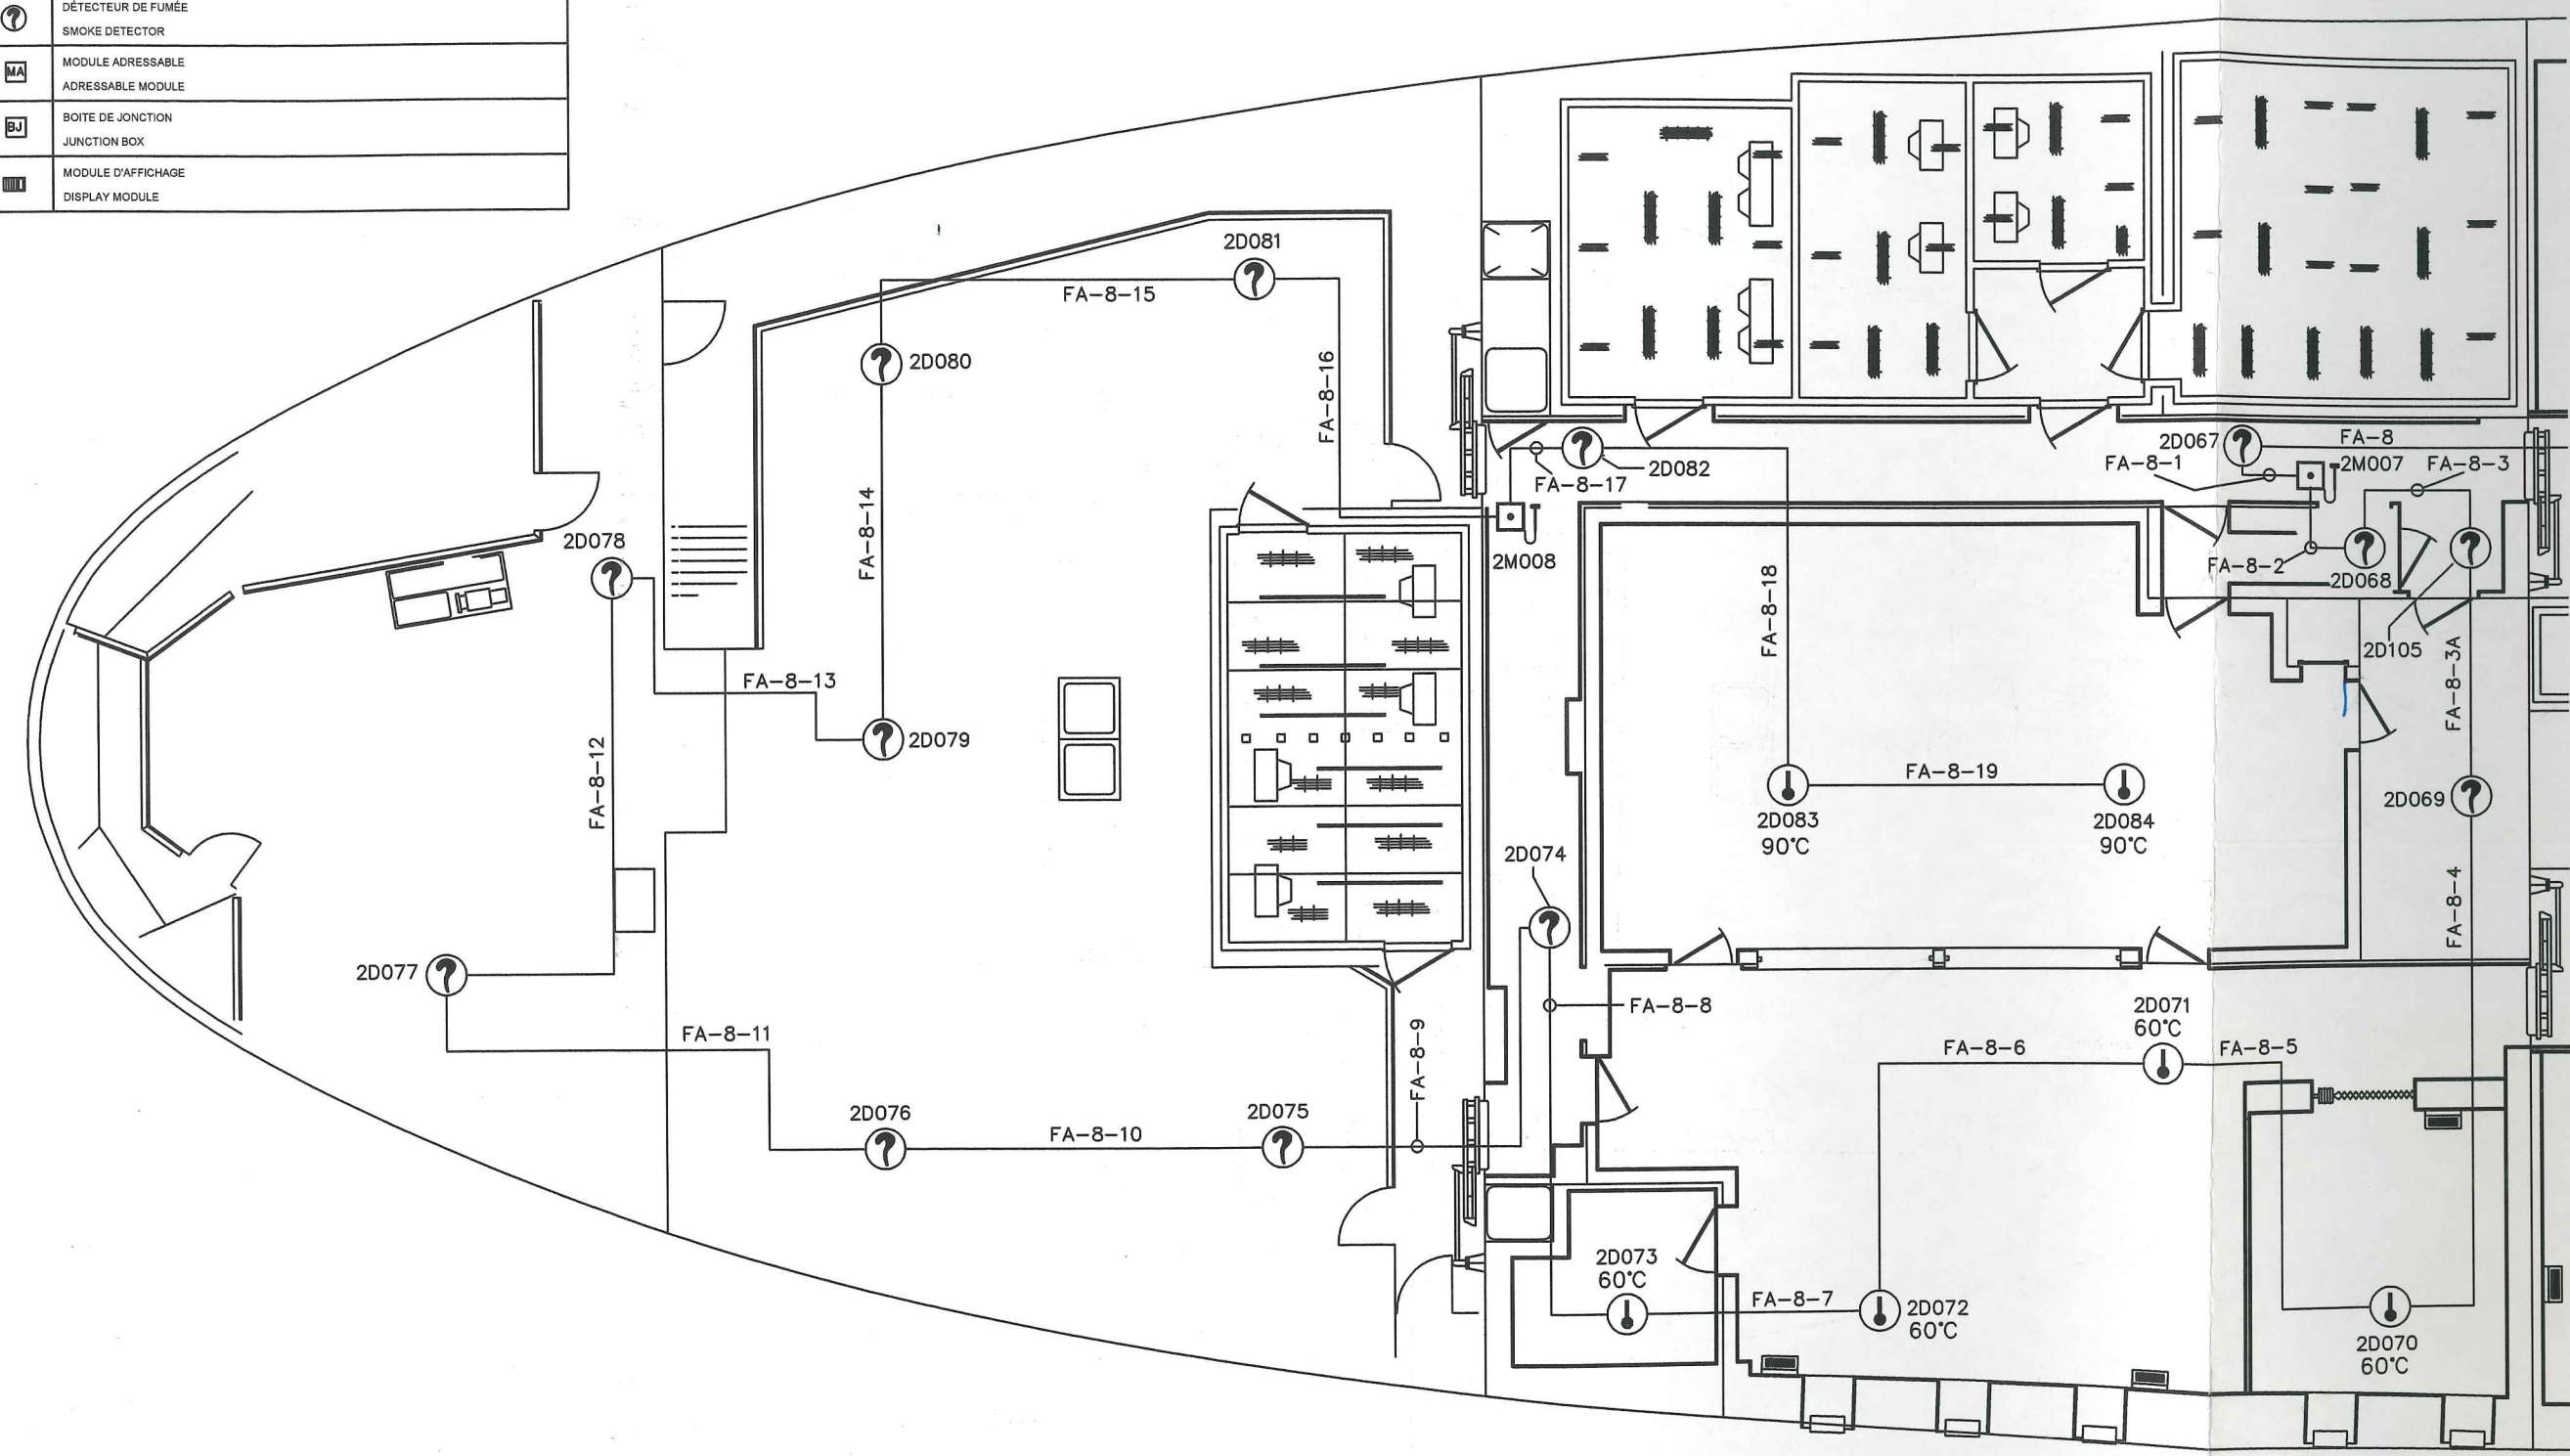 DÉTECTEUR DE FUMÉE
SMOKE DETECTOR
MA
MODULE ADRESSABLE
ADRESSABLE MODULE
BJ
BOITE DE JONCTION
JUNCTION BOX
MODULE D'AFFICHAGE
DISPLAY MODULE
2D081
FA-8-15
2D080
FA-8-16
FA-8-14
2D078
FA-8-13
2D079
FA-8-12
2D077
FA-8-11
2D076
FA-8-10
2D075
FA-8-9
2D082
FA-8-17
2M008
FA-8-18
2D067
FA-8
FA-8-1
2M007
FA-8-3
FA-8-2
2D068
2D105
FA-8-3A
2D069
FA-8-4
2D083
90°C
FA-8-19
2D084
90°C
2D074
FA-8-8
2D071
60°C
FA-8-6
FA-8-5
2D073
60°C
FA-8-7
2D072
60°C
2D070
60°C